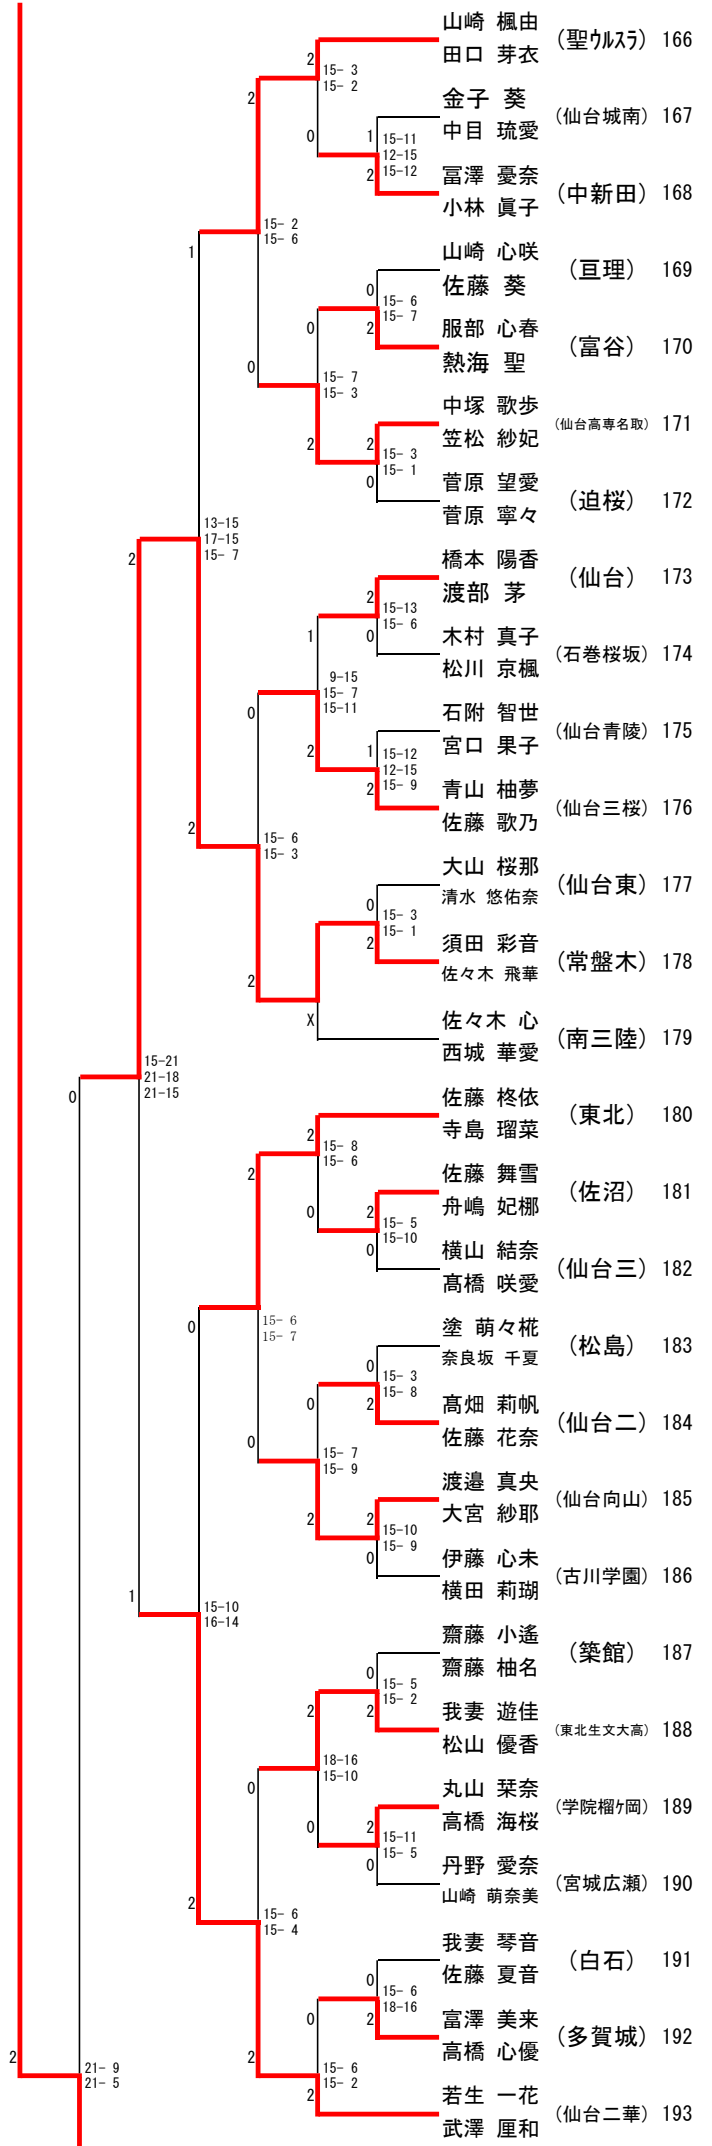 山崎 楓由
田口 芽衣
(聖ウルスラ) 166
2
15- 3
15- 2
2
金子 葵
中目 琉愛
(仙台城南) 167
0
1
15-11
12-15
15-12
2
冨澤 憂奈
小林 眞子
(中新田) 168
15- 2
15- 6
1
山崎 心咲
佐藤 葵
(亘理) 169
0
15- 6
15- 7
0
2
服部 心春
熱海 聖
(富谷) 170
0
15- 7
15- 3
中塚 歌歩
笠松 紗妃
(仙台高専名取) 171
2
2
15- 3
15- 1
0
菅原 望愛
菅原 寧々
(迫桜) 172
13-15
17-15
15- 7
2
橋本 陽香
渡部 茅
(仙台) 173
2
15-13
15- 6
1
0
木村 真子
松川 京楓
(石巻桜坂) 174
9-15
15- 7
15-11
0
石附 智世
宮口 果子
(仙台青陵) 175
2
1
15-12
12-15
15- 9
2
青山 柚夢
佐藤 歌乃
(仙台三桜) 176
2
15- 6
15- 3
大山 桜那
清水 悠佑奈
(仙台東) 177
0
15- 3
15- 1
2
須田 彩音
佐々木 飛華
(常盤木) 178
2
X
佐々木 心
西城 華愛
(南三陸) 179
15-21
21-18
21-15
0
佐藤 柊依
寺島 瑠菜
(東北) 180
2
15- 8
15- 6
2
佐藤 舞雪
舟嶋 妃梛
(佐沼) 181
0
2
15- 5
15-10
0
横山 結奈
髙橋 咲愛
(仙台三) 182
0
15- 6
15- 7
塗 萌々椛
奈良坂 千夏
(松島) 183
0
15- 3
15- 8
0
2
髙畑 莉帆
佐藤 花奈
(仙台二) 184
0
15- 7
15- 9
渡邉 真央
大宮 紗耶
(仙台向山) 185
2
2
15-10
15- 9
0
伊藤 心未
横田 莉瑚
(古川学園) 186
1
15-10
16-14
齋藤 小遙
齋藤 柚名
(築館) 187
0
15- 5
15- 2
2
2
我妻 遊佳
松山 優香
(東北生文大高) 188
18-16
15-10
0
丸山 栞奈
高橋 海桜
(学院榴ケ岡) 189
0
2
15-11
15- 5
0
丹野 愛奈
山崎 萌奈美
(宮城広瀬) 190
2
15- 6
15- 4
我妻 琴音
佐藤 夏音
(白石) 191
0
15- 6
18-16
0
2
富澤 美来
高橋 心優
(多賀城) 192
2
21- 9
21- 5
2
15- 6
15- 2
2
若生 一花
武澤 厘和
(仙台二華) 193